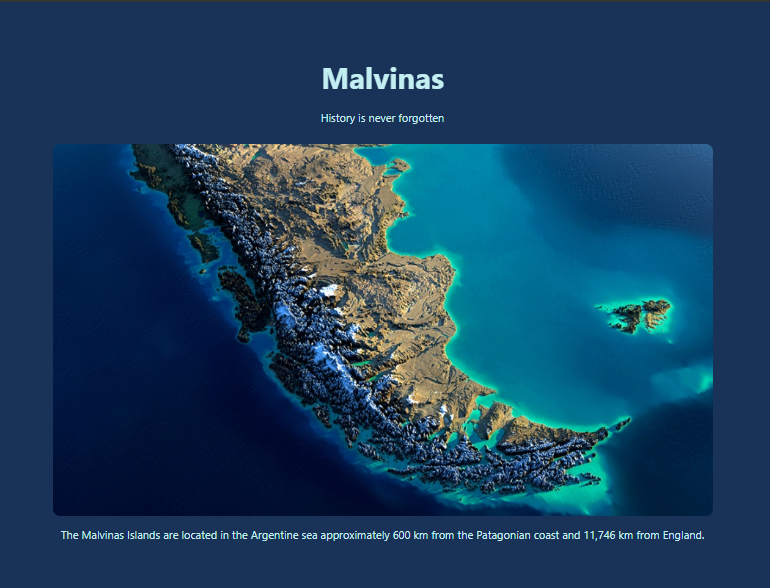 Malvinas
History is never forgotten
The Malvinas Islands are located in the Argentine sea approximately 600 km from the Patagonian coast and 11,746 km from England.